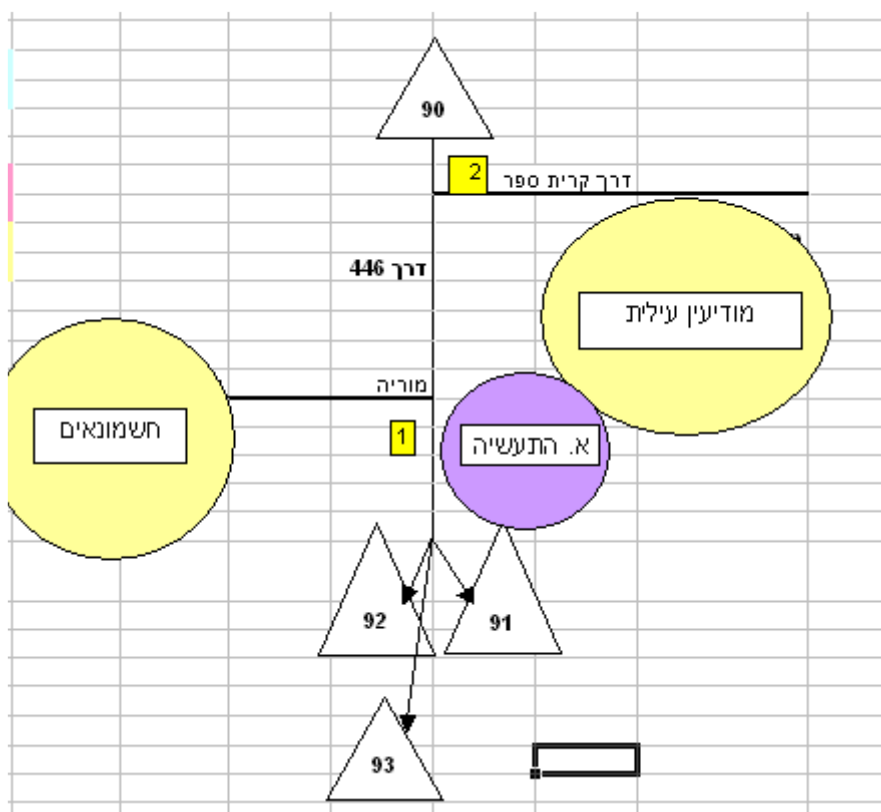 90
2
דרך קרית ספר
דרך 446
מודיעין עילית
מוריה
חשמונאים
1
א. התעשיה
92
91
93